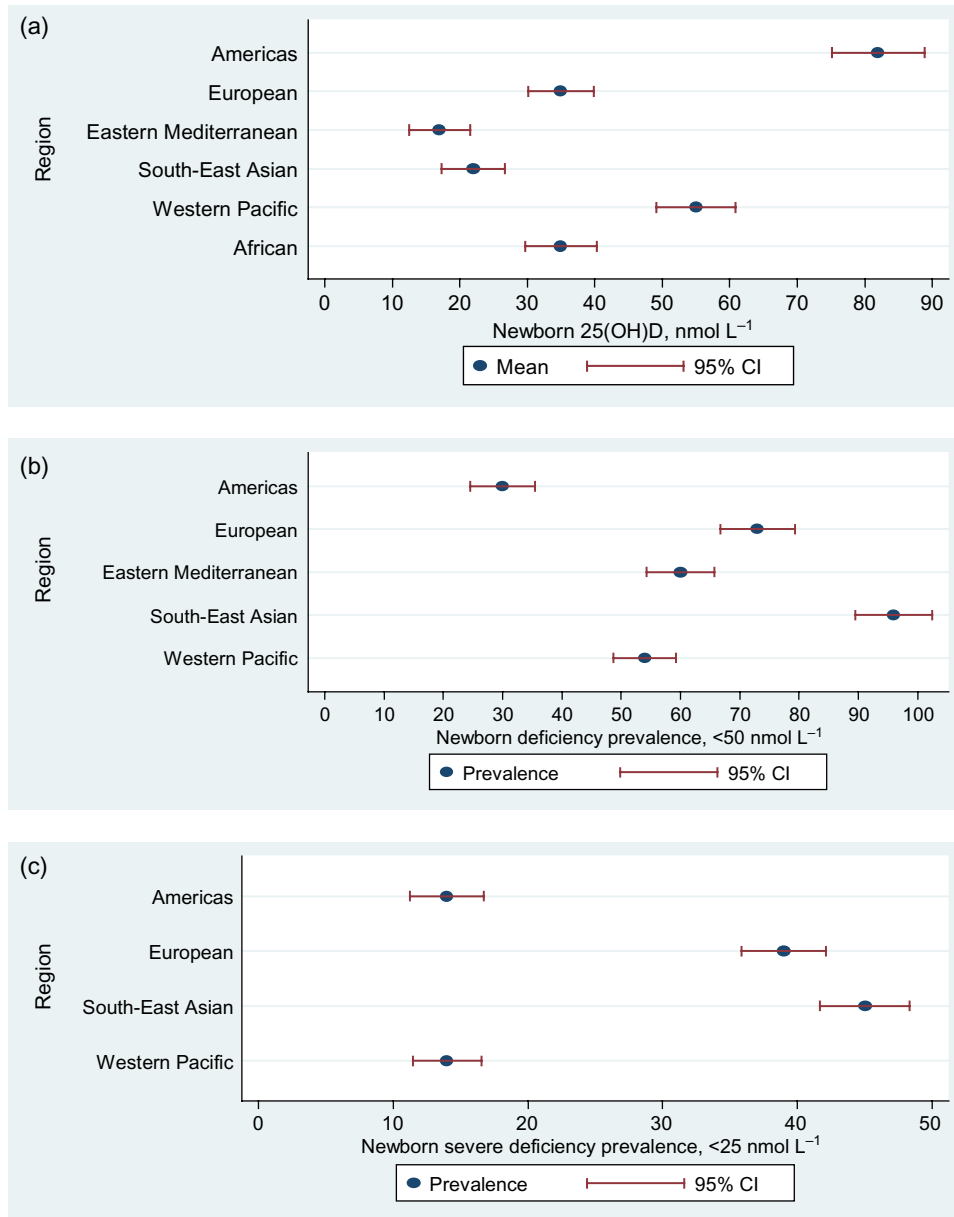 (a)
Region
Americas
European
Eastern Mediterranean
South-East Asian
Western Pacific
African
0 10 20 30 40 50 60 70 80 90
Newborn 25(OH)D, nmol L⁻¹
Mean 95% CI
(b)
Region
Americas
European
Eastern Mediterranean
South-East Asian
Western Pacific
0 10 20 30 40 50 60 70 80 90 100
Newborn deficiency prevalence, <50 nmol L⁻¹
Prevalence 95% CI
(c)
Region
Americas
European
South-East Asian
Western Pacific
0 10 20 30 40 50
Newborn severe deficiency prevalence, <25 nmol L⁻¹
Prevalence 95% CI